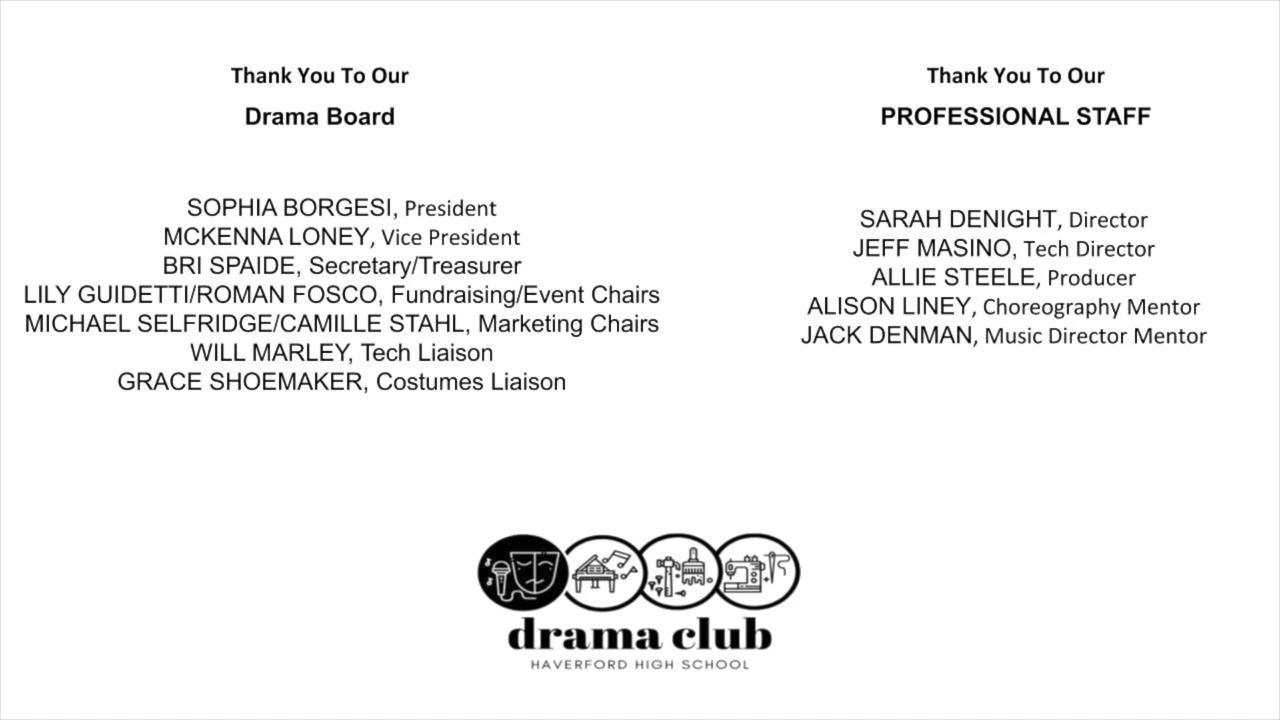 Thank You To Our
Drama Board
SOPHIA BORGESI, President
MCKENNA LONEY, Vice President
BRI SPAIDE, Secretary/Treasurer
LILY GUIDETTI/ROMAN FOSCO, Fundraising/Event Chairs
MICHAEL SELFRIDGE/CAMILLE STAHL, Marketing Chairs
WILL MARLEY, Tech Liaison
GRACE SHOEMAKER, Costumes Liaison
Thank You To Our
PROFESSIONAL STAFF
SARAH DENIGHT, Director
JEFF MASINO, Tech Director
ALLIE STEELE, Producer
ALISON LINEY, Choreography Mentor
JACK DENMAN, Music Director Mentor
drama club
HAVERFORD HIGH SCHOOL